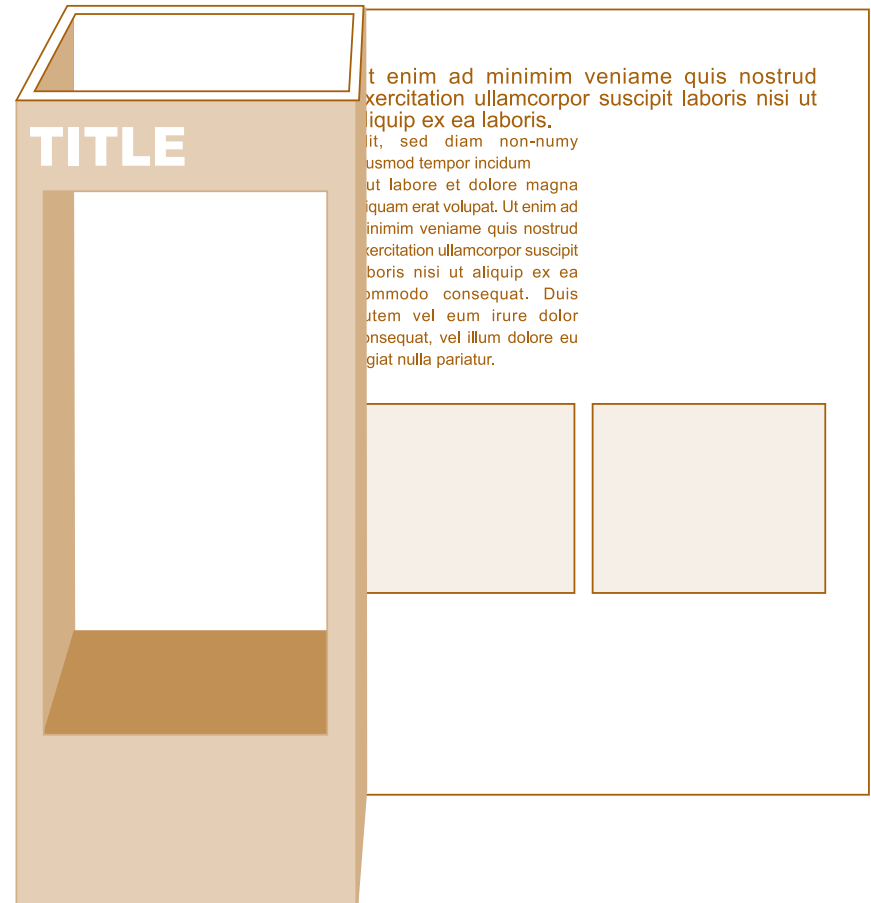 TITLE
t enim ad minimim veniame quis nostrud
xercitation ullamcorpor suscipit laboris nisi ut
liquip ex ea laboris.
lit, sed diam non-numy
usmod tempor incidum
ut labore et dolore magna
iquam erat volupat. Ut enim ad
inimim veniame quis nostrud
xercitation ullamcorpor suscipit
boris nisi ut aliquip ex ea
ommodo consequat. Duis
utem vel eum irure dolor
onsequat, vel illum dolore eu
giat nulla pariatur.